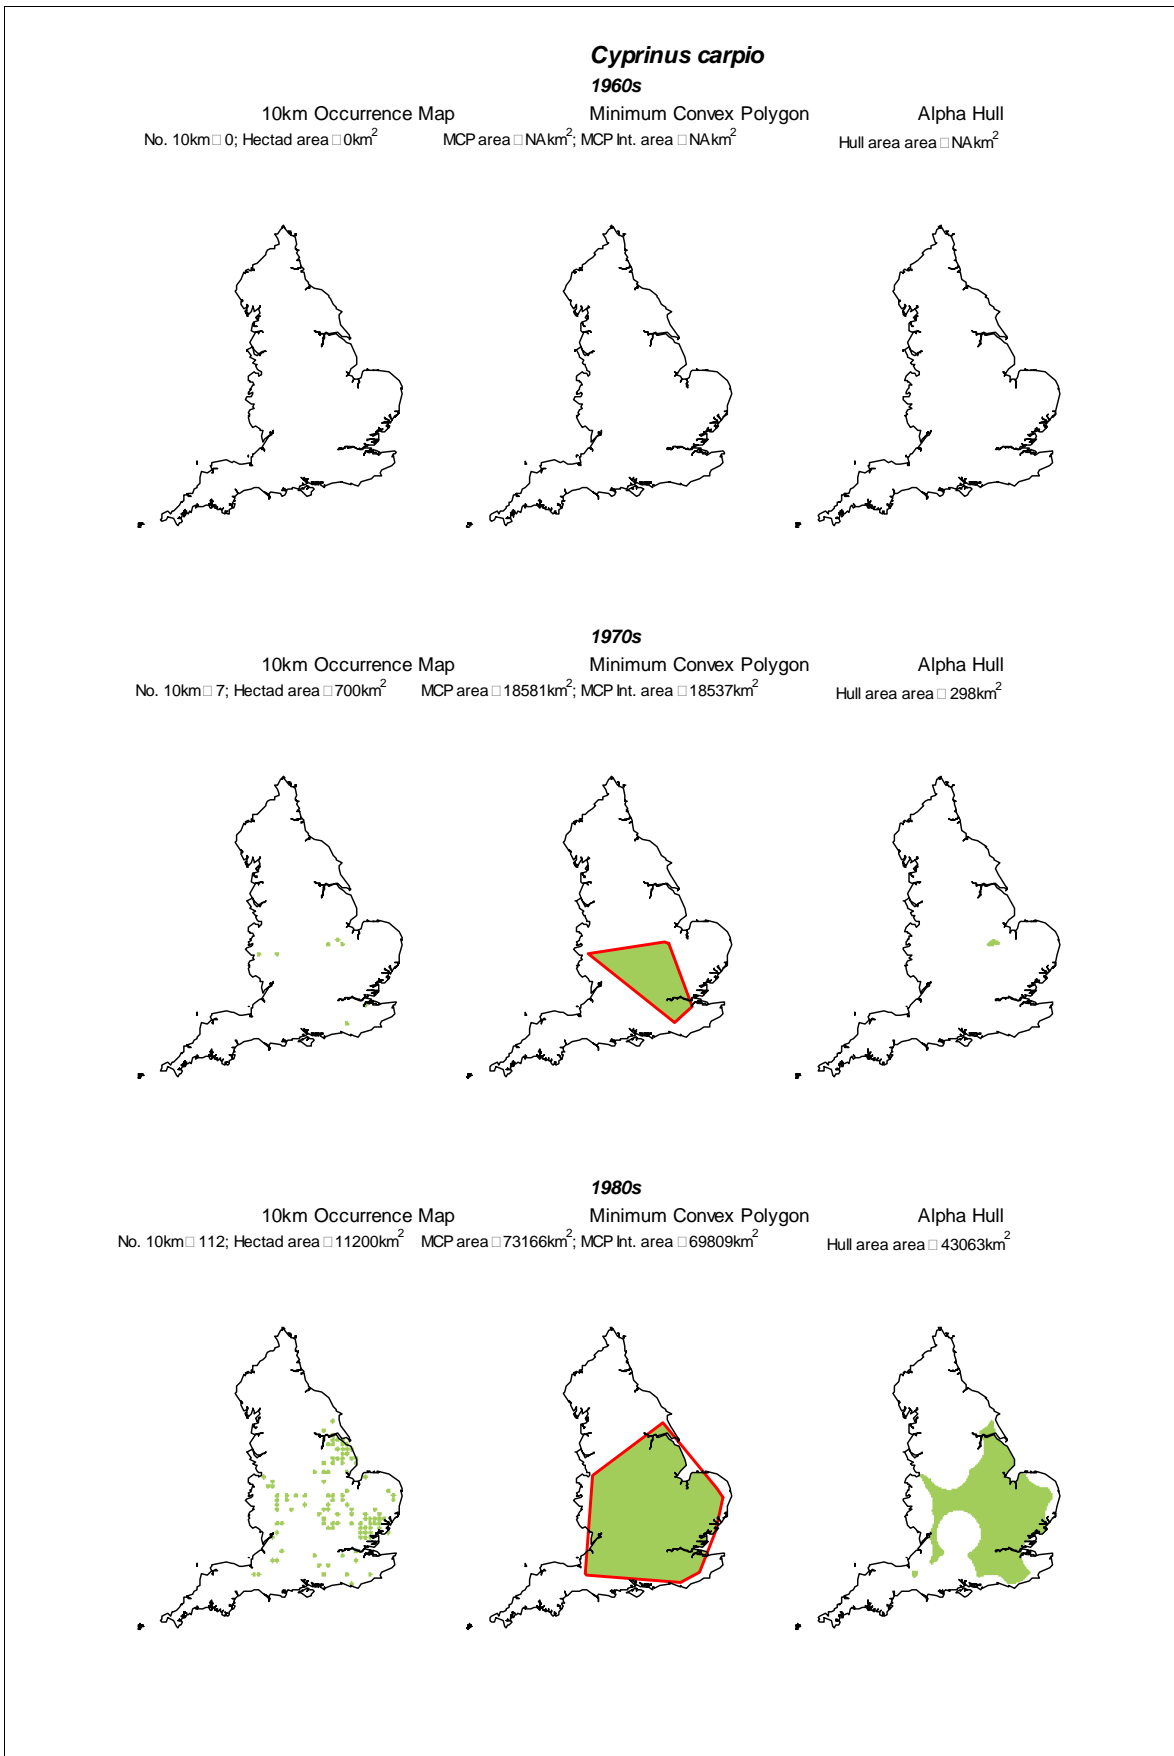 Cyprinus carpio
1960s
10km Occurrence Map Minimum Convex Polygon Alpha Hull
No. 10km□0; Hectad area□0km² MCP area□NAkm²; MCP Int. area□NAkm² Hull area area□NAkm²
1970s
10km Occurrence Map Minimum Convex Polygon Alpha Hull
No. 10km□7; Hectad area□700km² MCP area□18581km²; MCP Int. area□18537km² Hull area area□298km²
1980s
10km Occurrence Map Minimum Convex Polygon Alpha Hull
No. 10km□112; Hectad area□11200km² MCP area□73166km²; MCP Int. area□69809km² Hull area area□43063km²